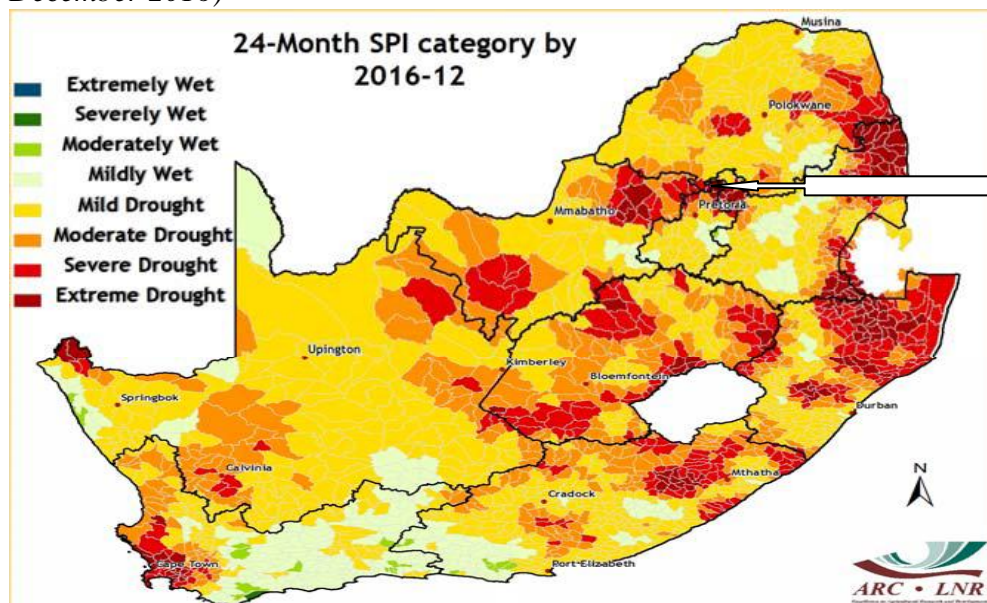 December 2016)
24-Month SPI category by
2016-12
Extremely Wet
Severely Wet
Moderately Wet
Mildly Wet
Mild Drought
Moderate Drought
Severe Drought
Extreme Drought
Musina
Polokwane
Pretoria
Mmabatho
Upington
Kimberley
Bloemfontein
Springbok
Durban
Calvinia
Mthatha
Cradock
Cape Town
Port Elizabeth
N
ARC • LNR